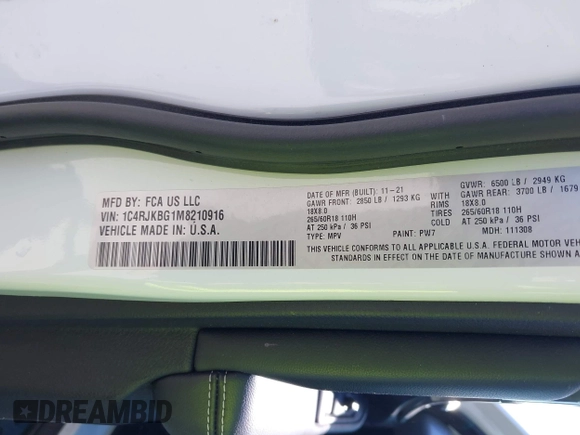 MFD BY: FCA US LLC
VIN: 1C4RJKBG1M8210916
VEHICLE MADE IN: U.S.A.
DATE OF MFR (BUILT): 11-21
GAWR FRONT: 2850 LB / 1293 KG WITH
18X8.0 RIMS
265/60R18 110H
AT 250 kPa / 36 PSI
TYPE: MPV PAINT: PW7
GVWR: 6500 LB / 2949 KG
GAWR REAR: 3700 LB / 1679
18X8.0
265/60R18 110H
AT 250 kPa / 36 PSI
MDH: 111308
THIS VEHICLE CONFORMS TO ALL APPLICABLE U.S.A. FEDERAL MOTOR
STANDARDS IN EFFECT ON THE DATE OF MANUFACTURE SHOWN
DREAMBID